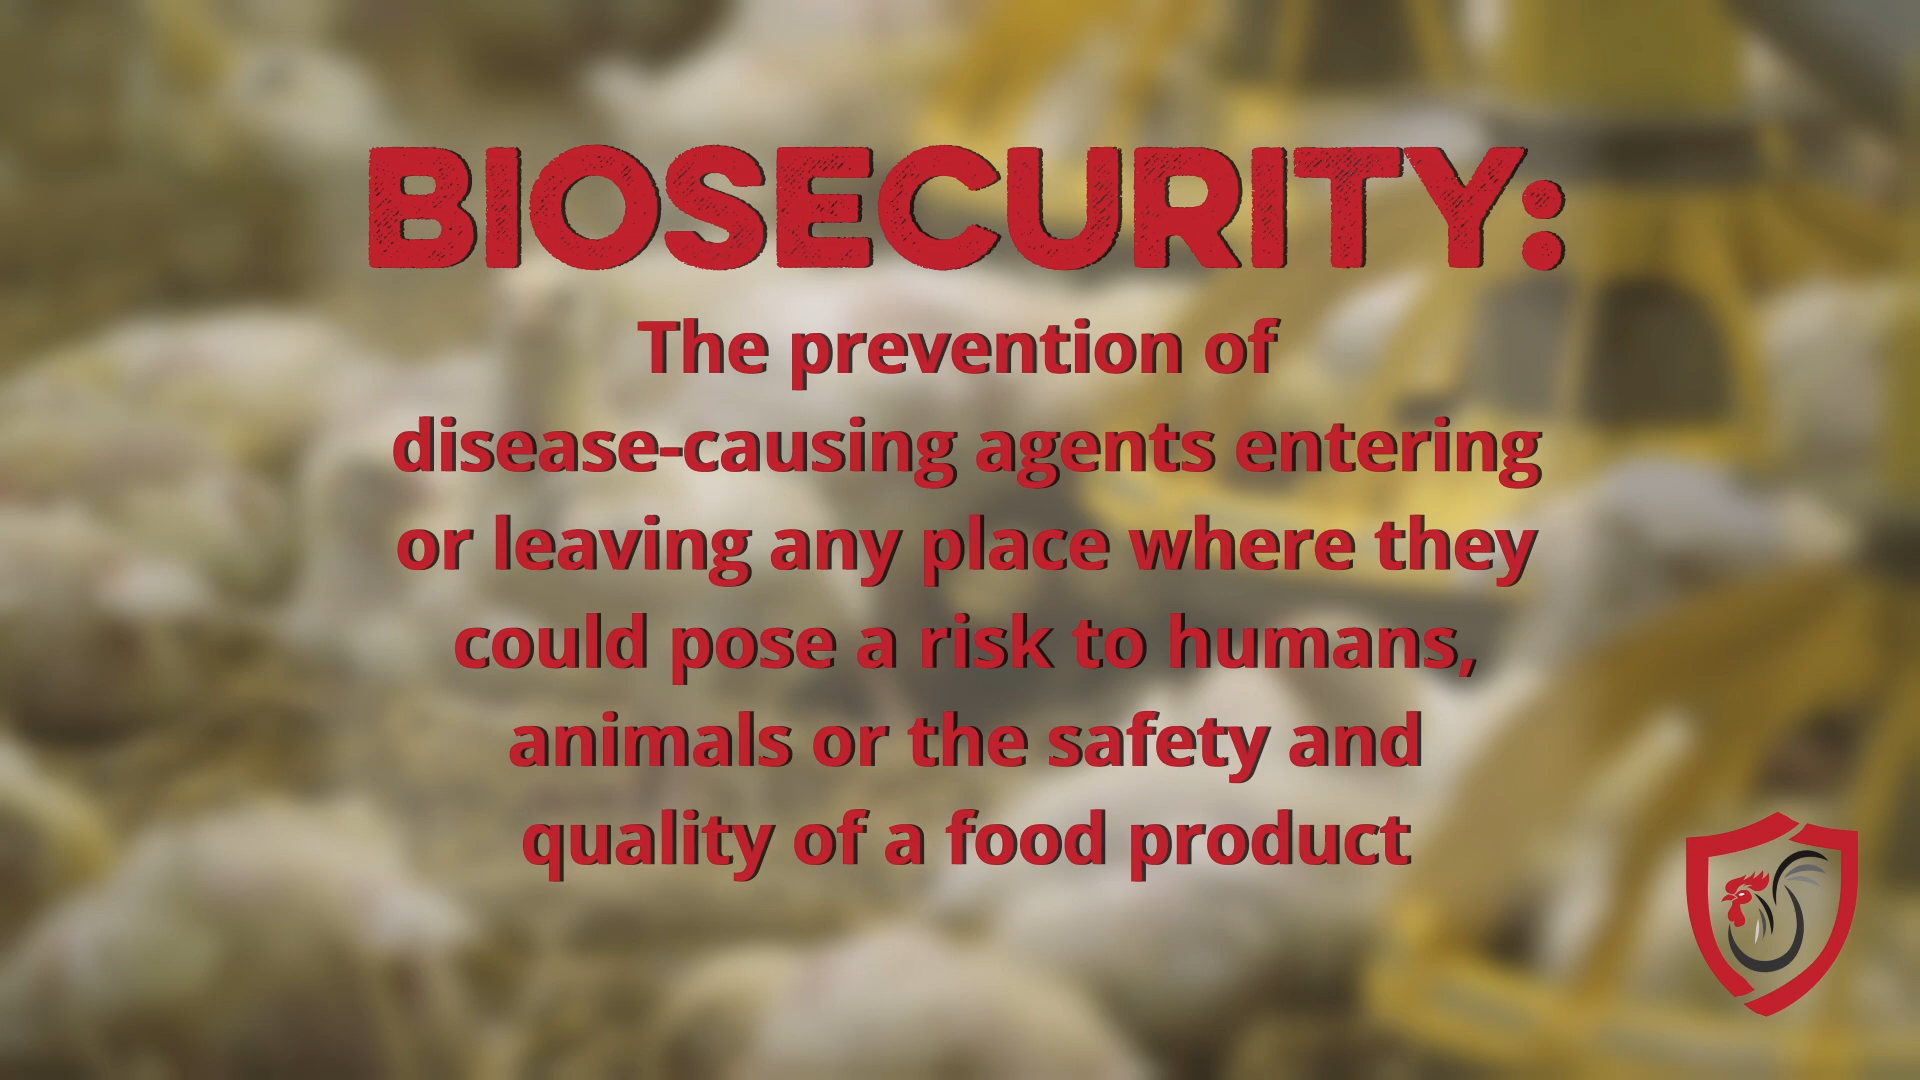 BIOSECURITY:
The prevention of
disease-causing agents entering
or leaving any place where they
could pose a risk to humans,
animals or the safety and
quality of a food product